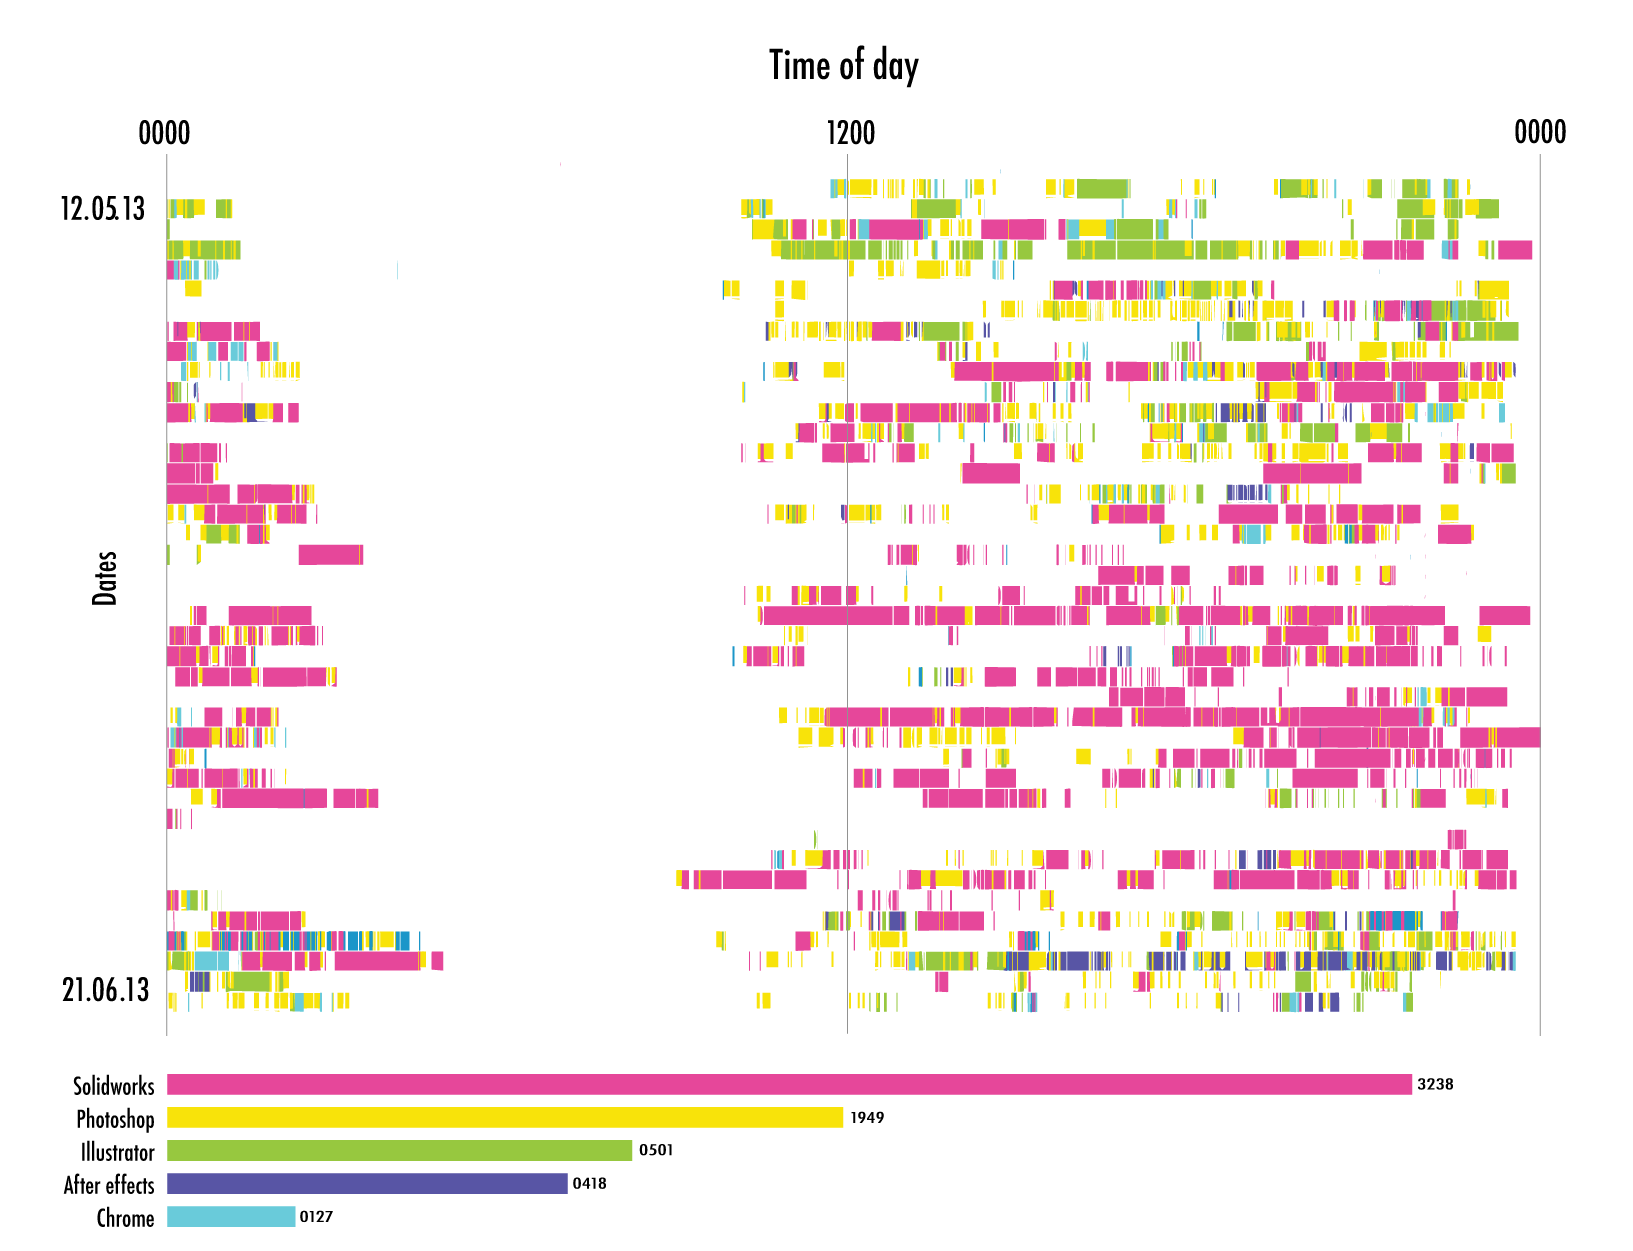 Time of day
0000
1200
0000
12.05.13
Dates
21.06.13
Solidworks 3238
Photoshop 1949
Illustrator 0501
After effects 0418
Chrome 0127